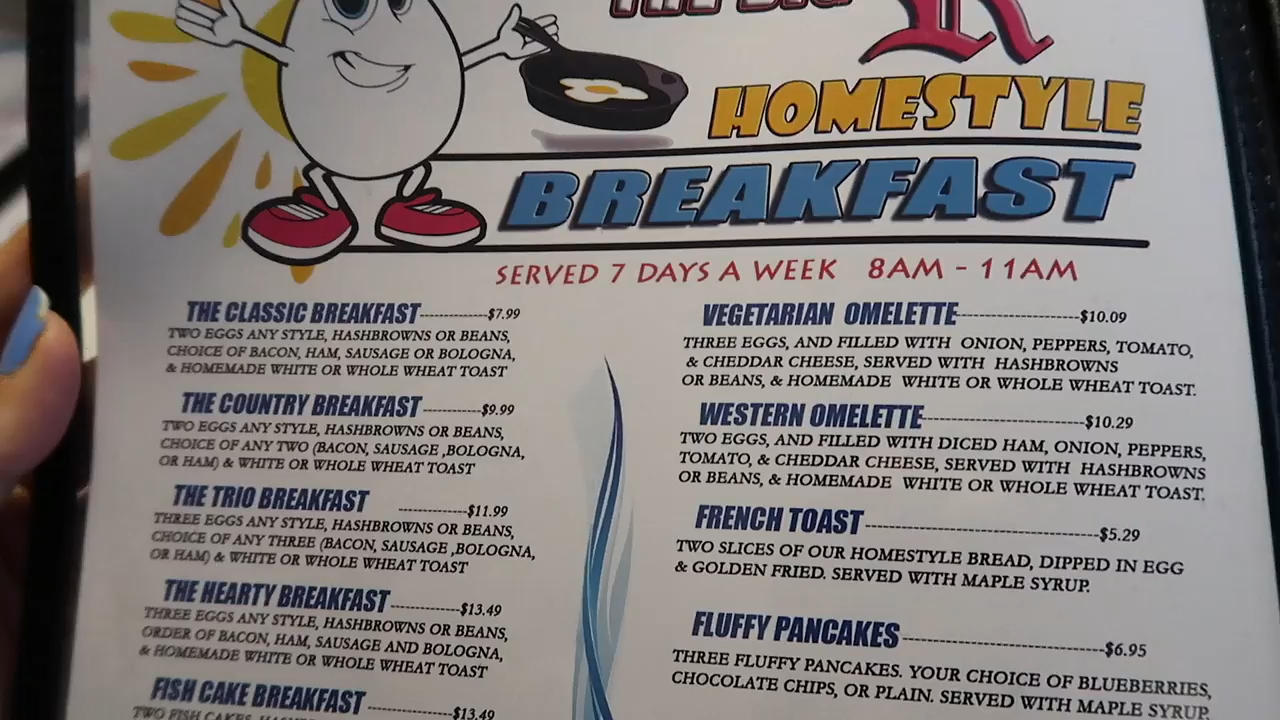 THE BIG R
HOMESTYLE
BREAKFAST
SERVED 7 DAYS A WEEK 8AM - 11AM
THE CLASSIC BREAKFAST------------$7.99
TWO EGGS ANY STYLE, HASHBROWNS OR BEANS,
CHOICE OF BACON, HAM, SAUSAGE OR BOLOGNA,
& HOMEMADE WHITE OR WHOLE WHEAT TOAST
THE COUNTRY BREAKFAST ----------$9.99
TWO EGGS ANY STYLE, HASHBROWNS OR BEANS,
CHOICE OF ANY TWO (BACON, SAUSAGE ,BOLOGNA,
OR HAM) & WHITE OR WHOLE WHEAT TOAST
THE TRIO BREAKFAST ------------$11.99
THREE EGGS ANY STYLE, HASHBROWNS OR BEANS,
CHOICE OF ANY THREE (BACON, SAUSAGE ,BOLOGNA,
OR HAM) & WHITE OR WHOLE WHEAT TOAST
THE HEARTY BREAKFAST ------------$13.49
THREE EGGS ANY STYLE, HASHBROWNS OR BEANS,
ORDER OF BACON, HAM, SAUSAGE AND BOLOGNA,
& HOMEMADE WHITE OR WHOLE WHEAT TOAST
FISH CAKE BREAKFAST ---------------$13.49
TWO FISH CAKES,
VEGETARIAN OMELETTE---------------------$10.09
THREE EGGS, AND FILLED WITH ONION, PEPPERS, TOMATO,
& CHEDDAR CHEESE, SERVED WITH HASHBROWNS
OR BEANS, & HOMEMADE WHITE OR WHOLE WHEAT TOAST.
WESTERN OMELETTE---------------------------$10.29
TWO EGGS, AND FILLED WITH DICED HAM, ONION, PEPPERS,
TOMATO, & CHEDDAR CHEESE, SERVED WITH HASHBROWNS
OR BEANS, & HOMEMADE WHITE OR WHOLE WHEAT TOAST.
FRENCH TOAST---------------------------------------$5.29
TWO SLICES OF OUR HOMESTYLE BREAD, DIPPED IN EGG
& GOLDEN FRIED. SERVED WITH MAPLE SYRUP.
FLUFFY PANCAKES----------------------------------$6.95
THREE FLUFFY PANCAKES. YOUR CHOICE OF BLUEBERRIES,
CHOCOLATE CHIPS, OR PLAIN. SERVED WITH MAPLE SYRUP.